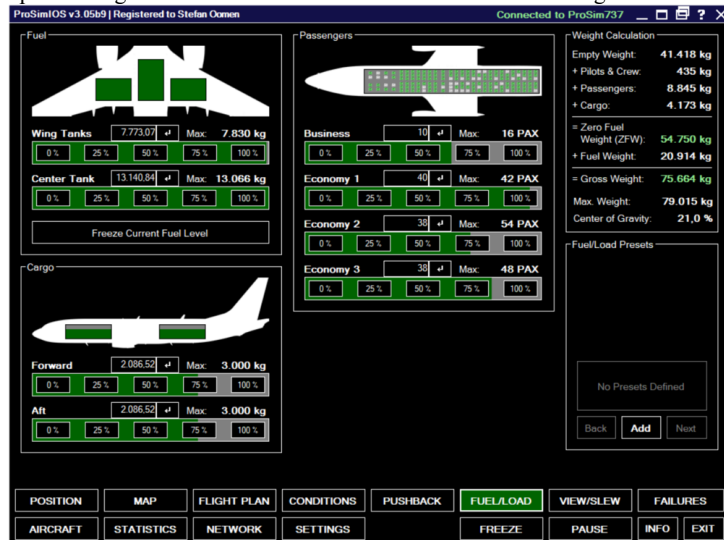 ProSimIOS v3.05b9 | Registered to Stefan Oomen Connected to ProSim737
Fuel
Wing Tanks 7.773,07 Max: 7.830 kg
0 % 25 % 50 % 75 % 100 %
Center Tank 13.140,84 Max: 13.066 kg
0 % 25 % 50 % 75 % 100 %
Freeze Current Fuel Level
Cargo
Forward 2.086,52 Max: 3.000 kg
0 % 25 % 50 % 75 % 100 %
Aft 2.086,52 Max: 3.000 kg
0 % 25 % 50 % 75 % 100 %
Passengers
Business 10 Max: 16 PAX
0 % 25 % 50 % 75 % 100 %
Economy 1 40 Max: 42 PAX
0 % 25 % 50 % 75 % 100 %
Economy 2 38 Max: 54 PAX
0 % 25 % 50 % 75 % 100 %
Economy 3 38 Max: 48 PAX
0 % 25 % 50 % 75 % 100 %
Weight Calculation
Empty Weight: 41.418 kg
+ Pilots & Crew: 435 kg
+ Passengers: 8.845 kg
+ Cargo: 4.173 kg
= Zero Fuel
Weight (ZFW): 54.750 kg
+ Fuel Weight: 20.914 kg
= Gross Weight: 75.664 kg
Max. Weight: 79.015 kg
Center of Gravity: 21,0 %
Fuel/Load Presets
No Presets Defined
Back Add Next
POSITION MAP FLIGHT PLAN CONDITIONS PUSHBACK FUEL/LOAD VIEW/SLEW FAILURES
AIRCRAFT STATISTICS NETWORK SETTINGS FREEZE PAUSE INFO EXIT